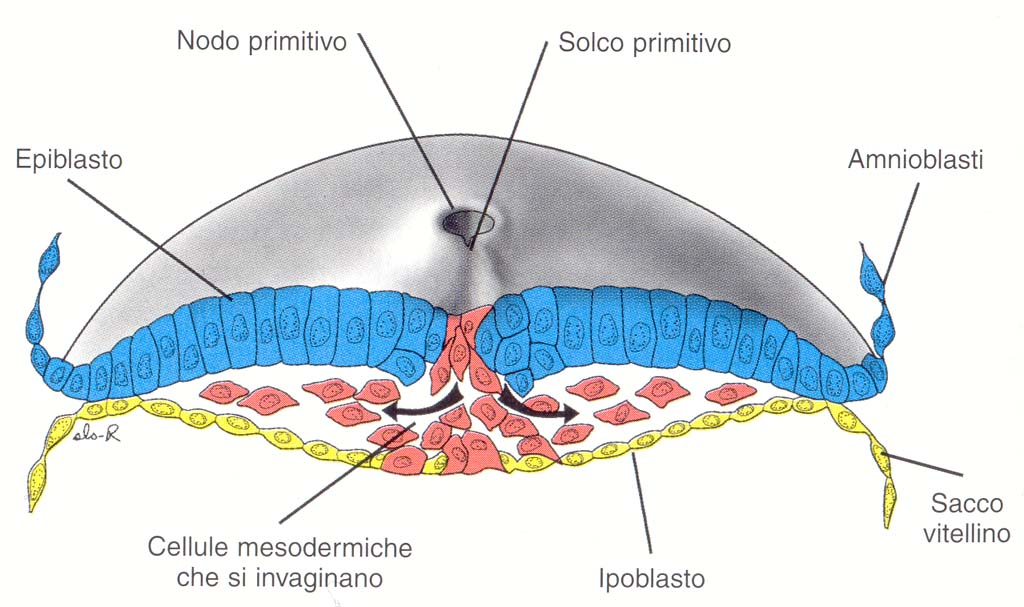 Nodo primitivo
Solco primitivo
Epiblasto
Amnioblasti
Sacco
vitellino
Cellule mesodermiche
che si invaginano
Ipoblasto